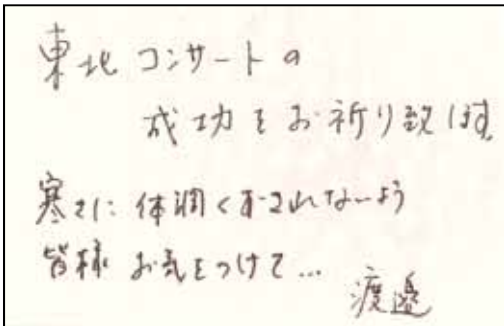 東北コンサートの
成功をお祈り致します。
寒さに体調くずされないよう
皆様 お気をつけて…
渡邉